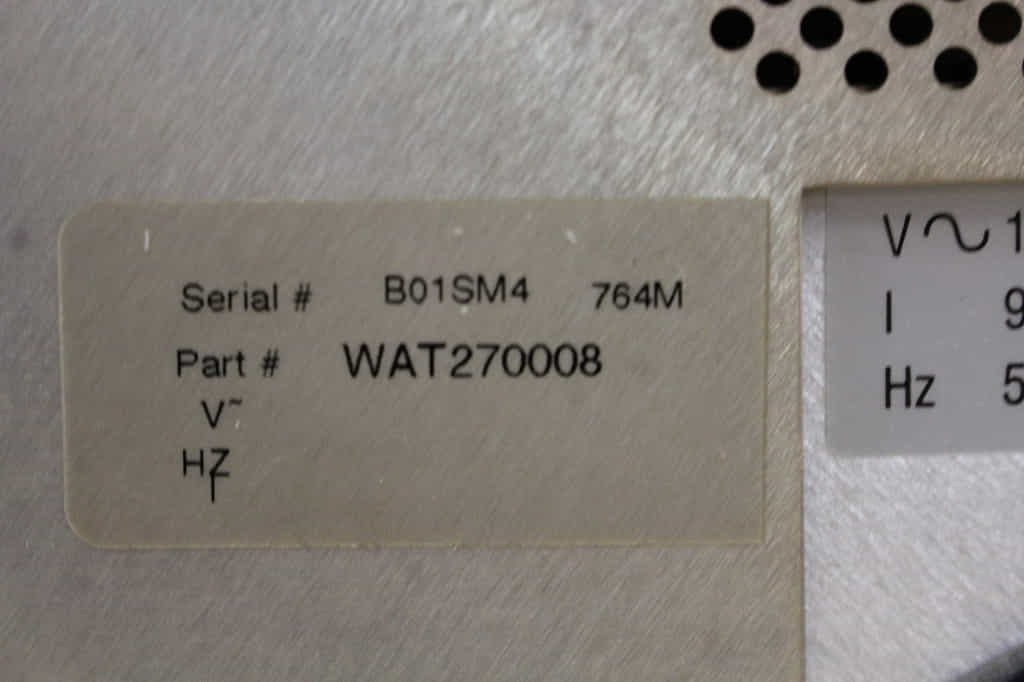 Serial # B01SM4 764M
Part # WAT270008
V~
HZ
I
V∿ 1
I 9
Hz 5